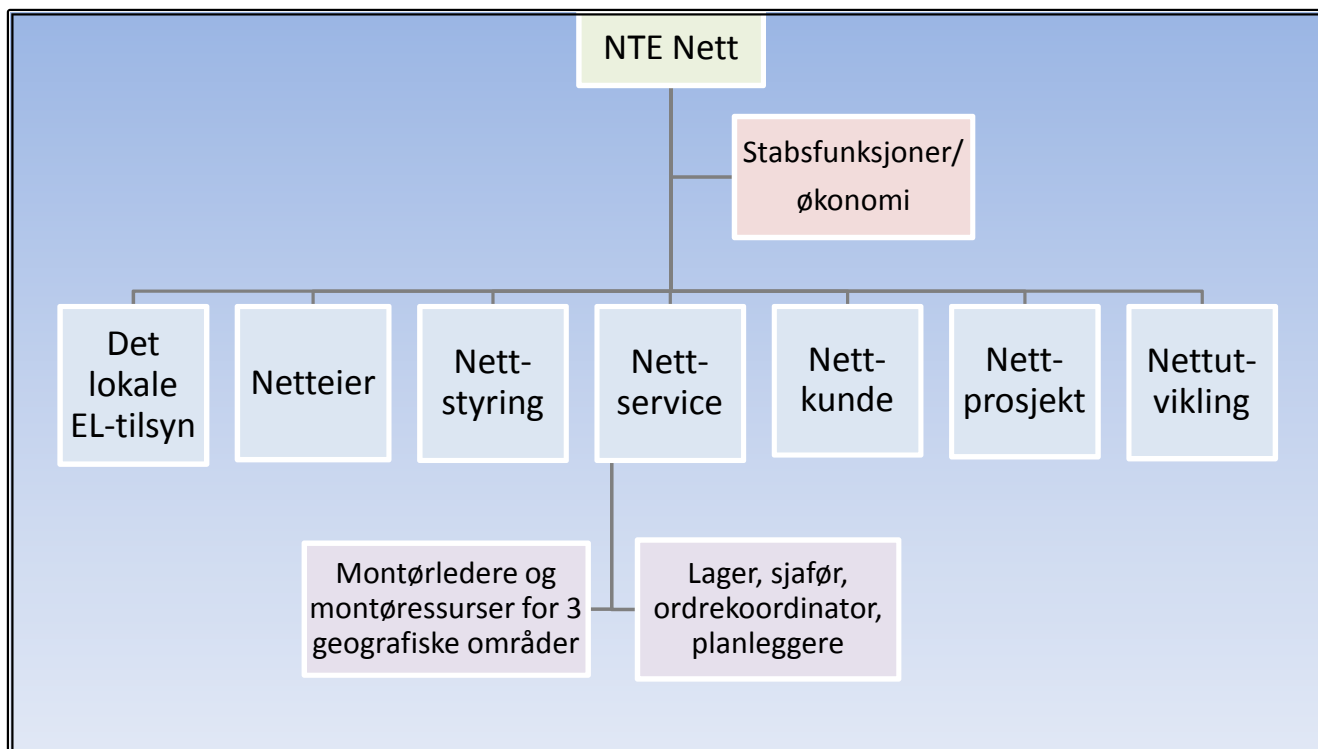 NTE Nett
Stabsfunksjoner/
økonomi
Det
lokale
EL-tilsyn
Netteier
Nett-
styring
Nett-
service
Nett-
kunde
Nett-
prosjekt
Nettut-
vikling
Montørledere og
montøressurser for 3
geografiske områder
Lager, sjafør,
ordrekoordinator,
planleggere